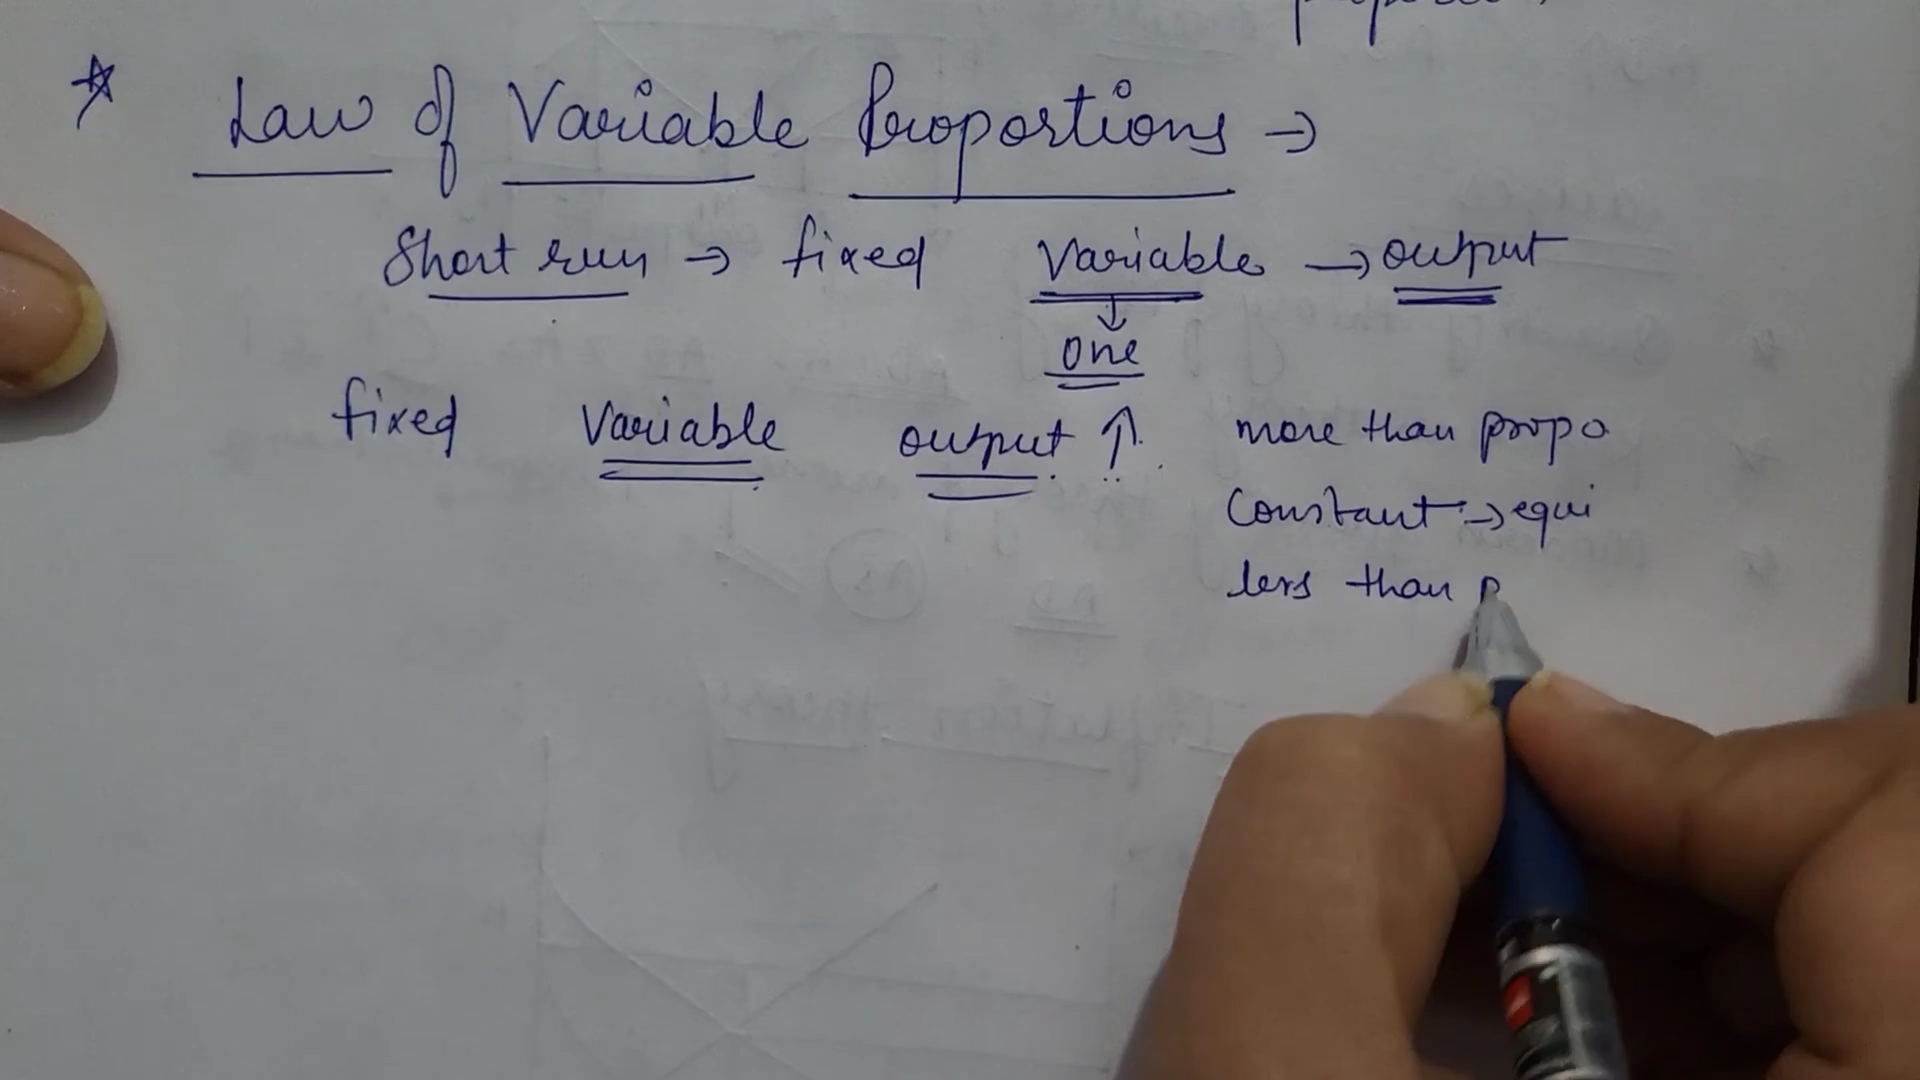 * Law of Variable Proportions →
Short run → fixed Variable → output
↓
one
fixed Variable output ↑ more than propo
Constant → equi
less than p